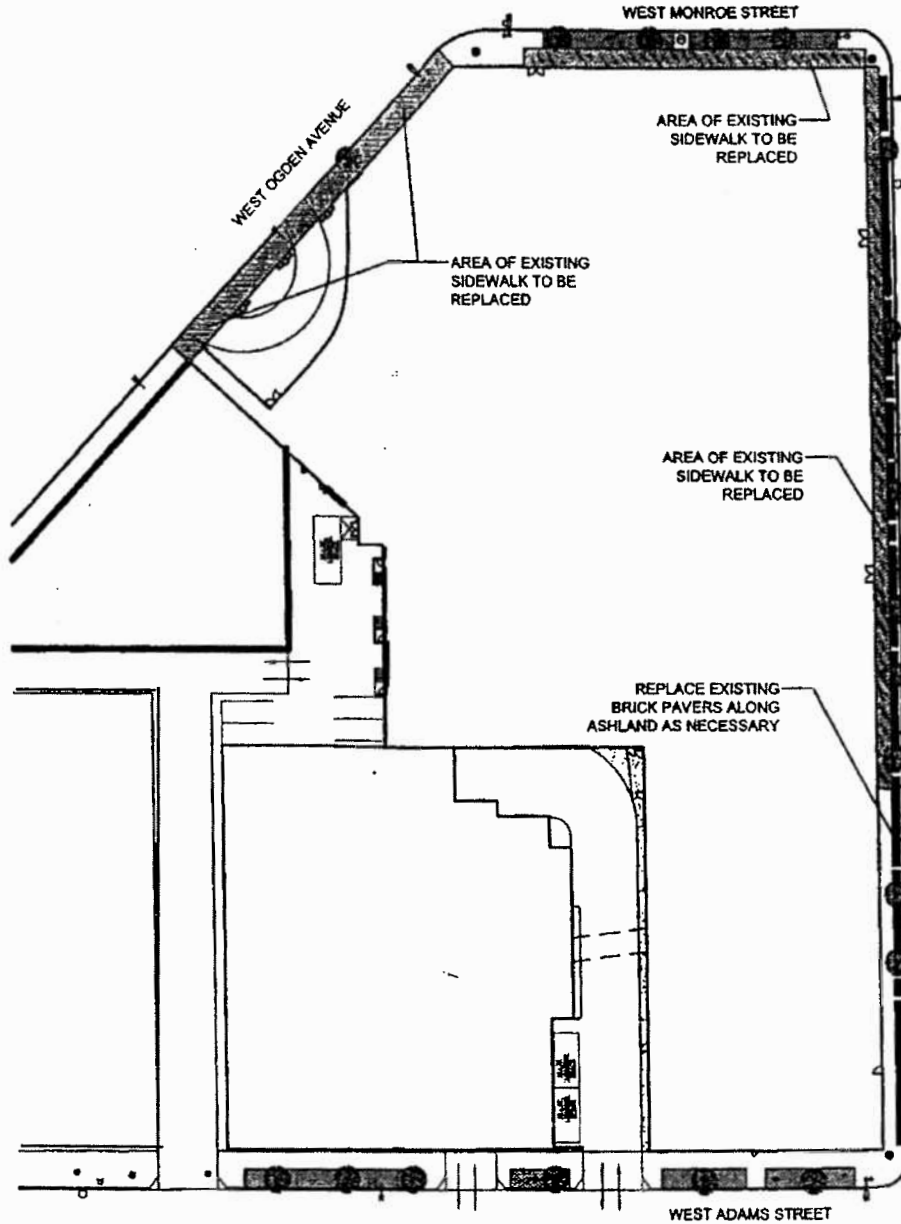 WEST MONROE STREET
AREA OF EXISTING
SIDEWALK TO BE
REPLACED
WEST OGDEN AVENUE
AREA OF EXISTING
SIDEWALK TO BE
REPLACED
AREA OF EXISTING
SIDEWALK TO BE
REPLACED
REPLACE EXISTING
BRICK PAVERS ALONG
ASHLAND AS NECESSARY
WEST ADAMS STREET